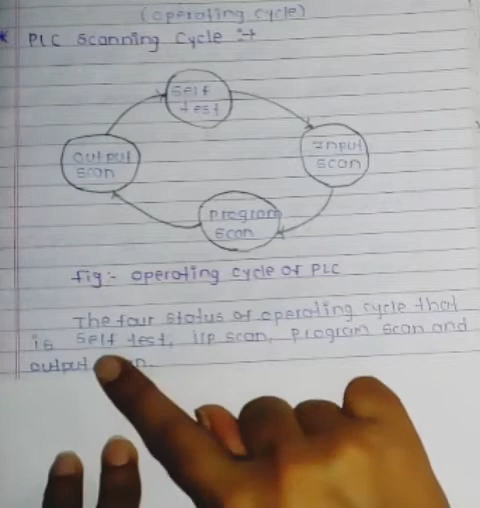 (operating cycle)
* PLC Scanning Cycle :-
Self
test
Input
scan
output
scan
program
scan
fig:- operating cycle of PLC
The four status of operating cycle that
is self test, i/p scan, program scan and
output